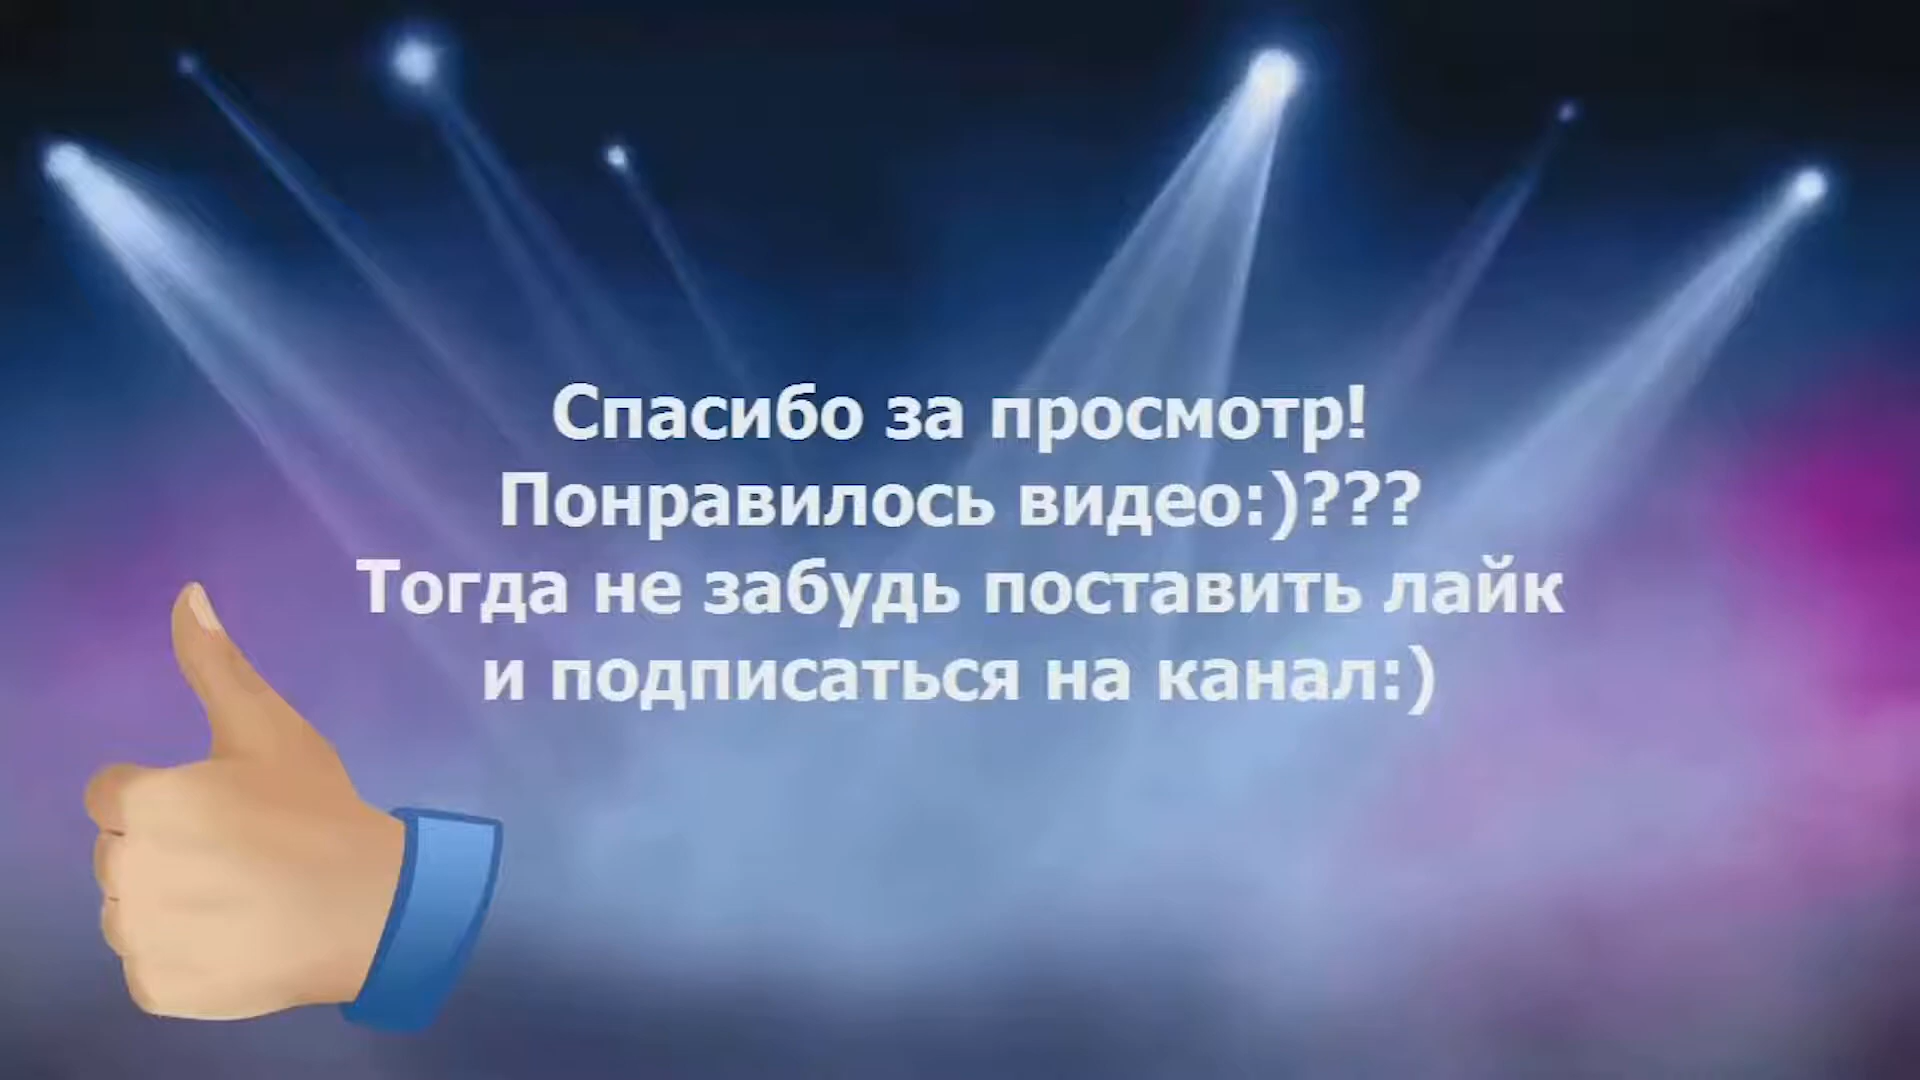 Спасибо за просмотр!
Понравилось видео:)???
Тогда не забудь поставить лайк
и подписаться на канал:)